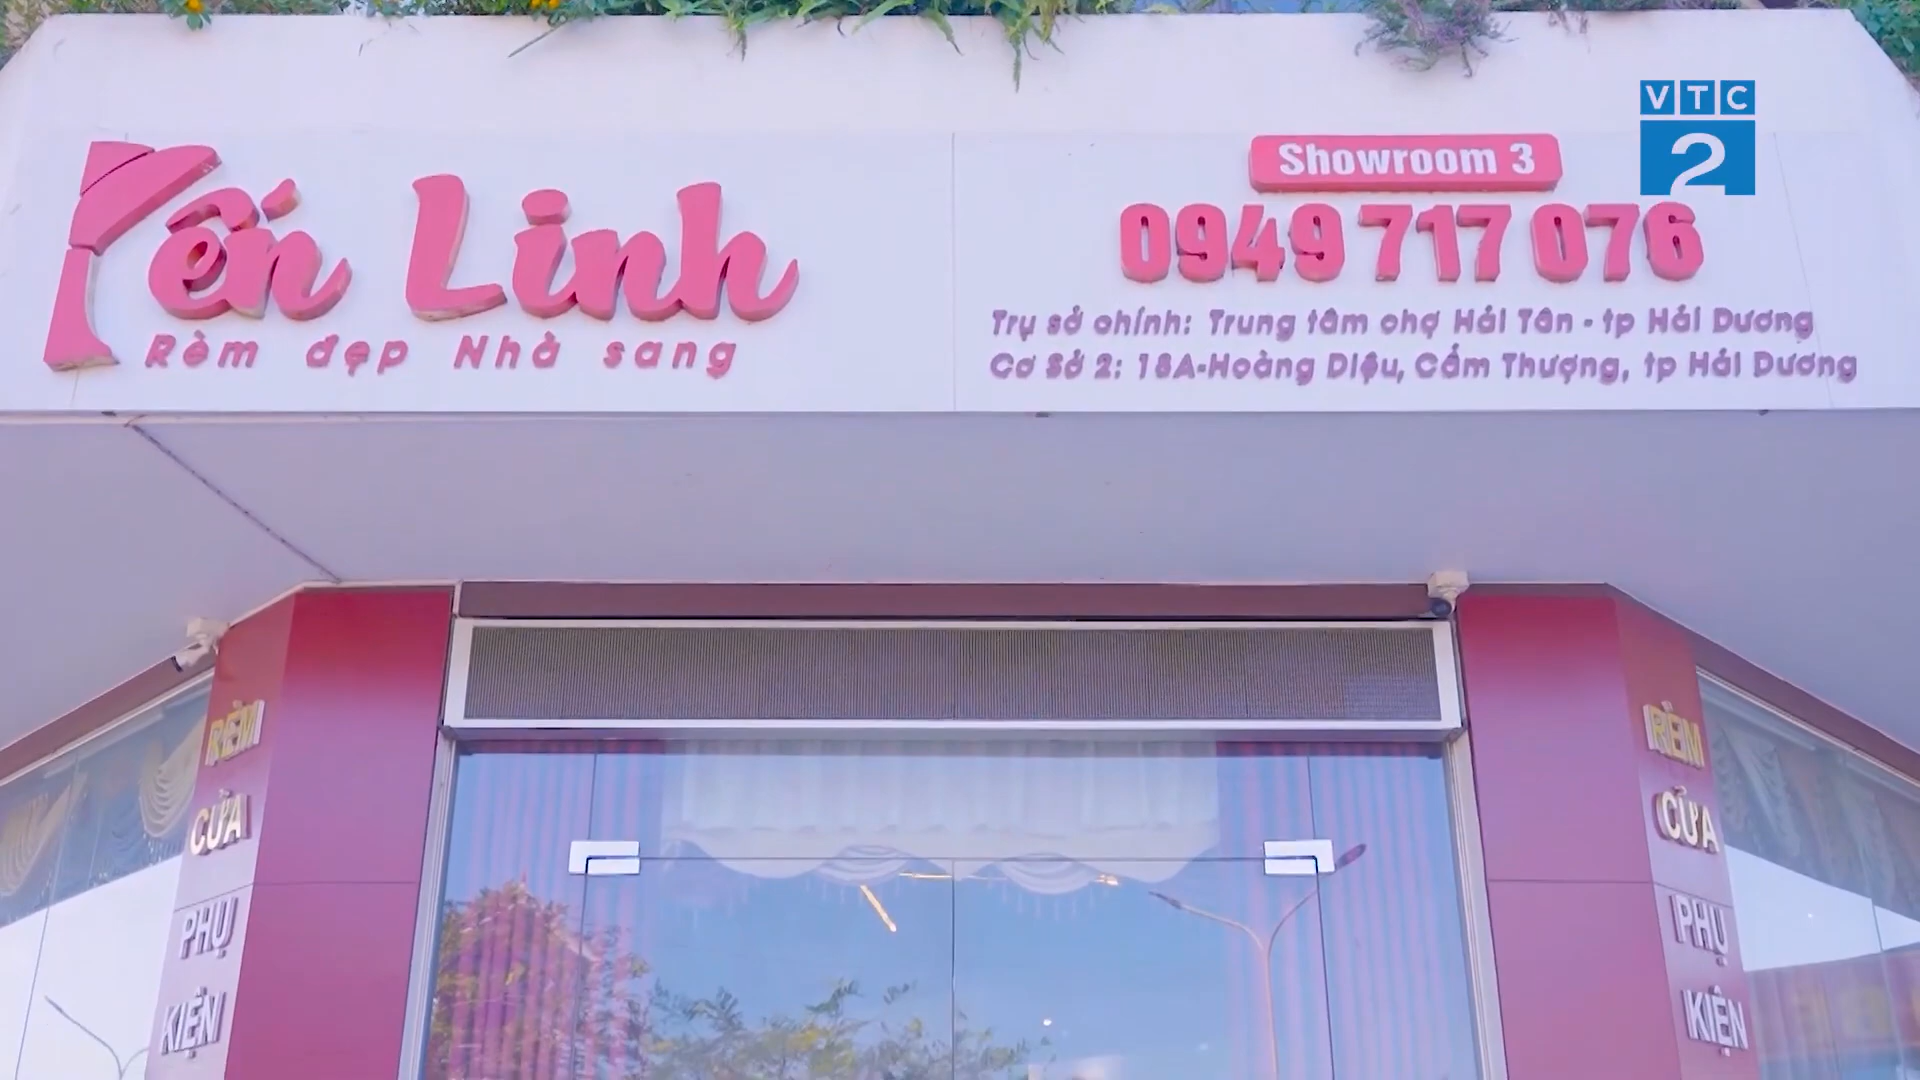 Yến Linh
Rèm đẹp Nhà sang
Showroom 3
0949 717 076
Trụ sở chính: Trung tâm chợ Hải Tân - tp Hải Dương
Cơ Sở 2: 18A-Hoàng Diệu, Cẩm Thượng, tp Hải Dương
VTC
2
RÈM
CỬA
PHỤ
KIỆN
RÈM
CỬA
PHỤ
KIỆN